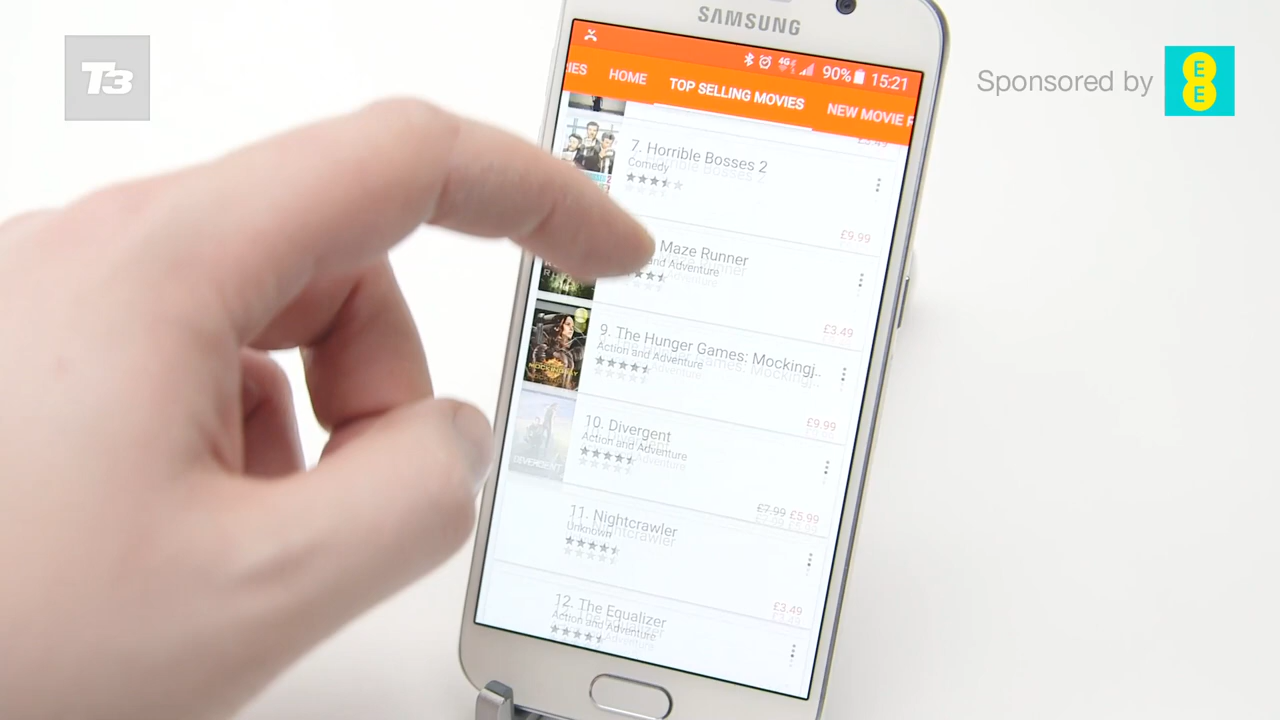 T3
SAMSUNG
Sponsored by
EE
4G
90%
15:21
IES
HOME
TOP SELLING MOVIES
NEW MOVIE R
£3.49
7. Horrible Bosses 2
Comedy
£9.99
Maze Runner
and Adventure
£3.49
9. The Hunger Games: Mockingj..
Action and Adventure
£9.99
10. Divergent
Action and Adventure
£7.99 £5.99
DIVERGENT
11. Nightcrawler
Unknown
£3.49
12. The Equalizer
Action and Adventure